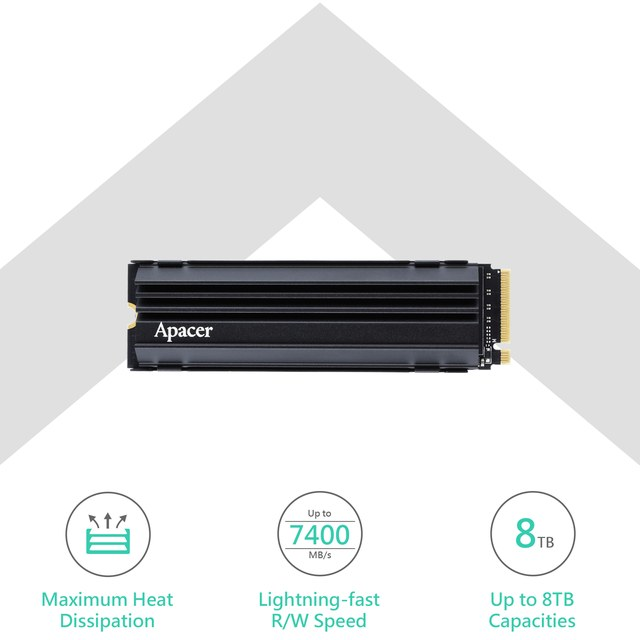 Apacer
Up to
7400
MB/s
8TB
Maximum Heat
Dissipation
Lightning-fast
R/W Speed
Up to 8TB
Capacities